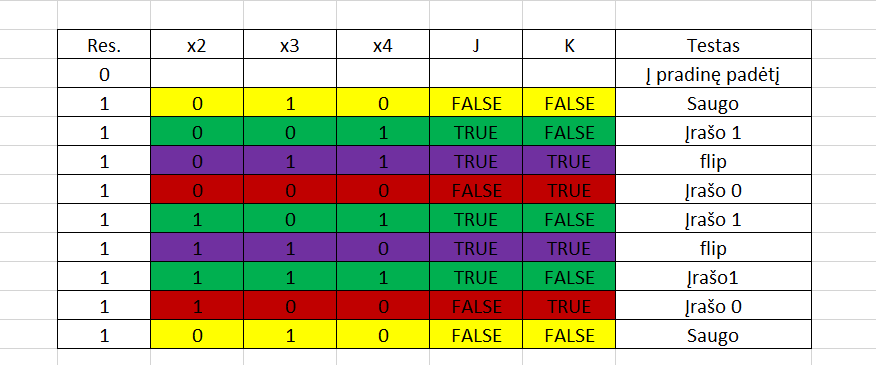 Res. x2 x3 x4 J K Testas
0 Į pradinę padėtį
1 0 1 0 FALSE FALSE Saugo
1 0 0 1 TRUE FALSE Įrašo 1
1 0 1 1 TRUE TRUE flip
1 0 0 0 FALSE TRUE Įrašo 0
1 1 0 1 TRUE FALSE Įrašo 1
1 1 1 0 TRUE TRUE flip
1 1 1 1 TRUE FALSE Įrašo1
1 1 0 0 FALSE TRUE Įrašo 0
1 0 1 0 FALSE FALSE Saugo